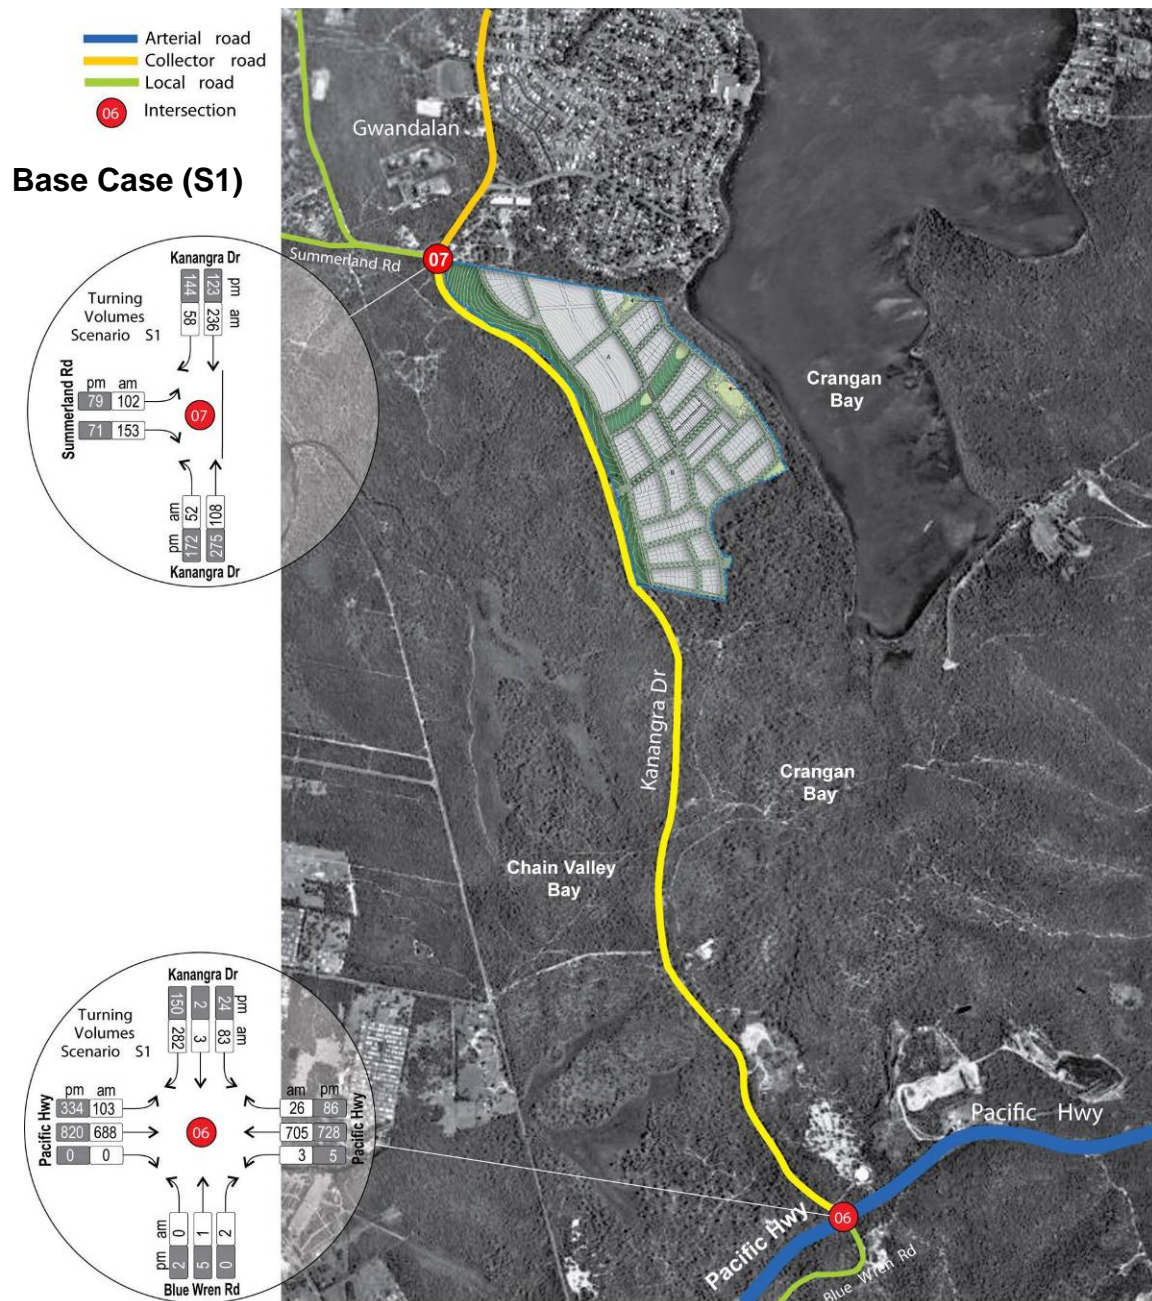 Arterial road
Collector road
Local road
06 Intersection
Base Case (S1)
Gwandalan
Summerland Rd
07
Kanangra Dr
144 123 pm
58 236 am
Turning
Volumes
Scenario S1
Summerland Rd
pm am
79 102
71 153
07
am 52 108
pm 172 275
Kanangra Dr
Crangan
Bay
A
B
Kanangra Dr
Crangan
Bay
Chain Valley
Bay
Kanangra Dr
150 2 24 pm
282 3 83 am
Turning
Volumes
Scenario S1
Pacific Hwy
pm am
334 103
820 688
0 0
06
am pm
26 86
705 728
3 5
Pacific Hwy
am 0 1 2
pm 2 5 0
Blue Wren Rd
Pacific Hwy
Pacific Hwy
06
Blue Wren Rd